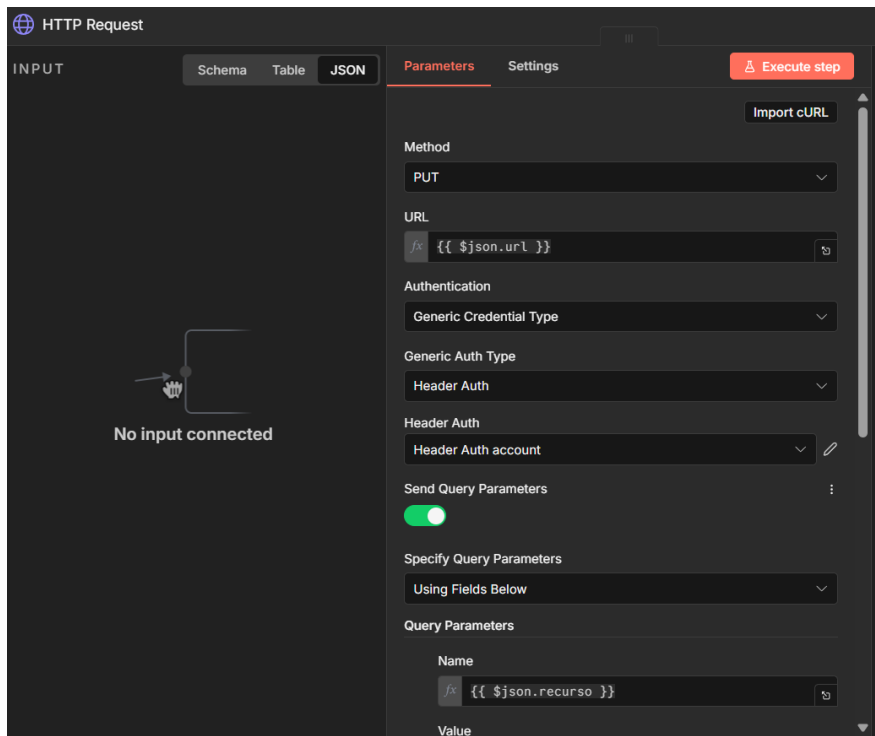 HTTP Request
INPUT
Schema Table JSON
No input connected
Parameters Settings
Execute step
Import cURL
Method
PUT
URL
fx {{ $json.url }}
Authentication
Generic Credential Type
Generic Auth Type
Header Auth
Header Auth
Header Auth account
Send Query Parameters
Specify Query Parameters
Using Fields Below
Query Parameters
Name
fx {{ $json.recurso }}
Value